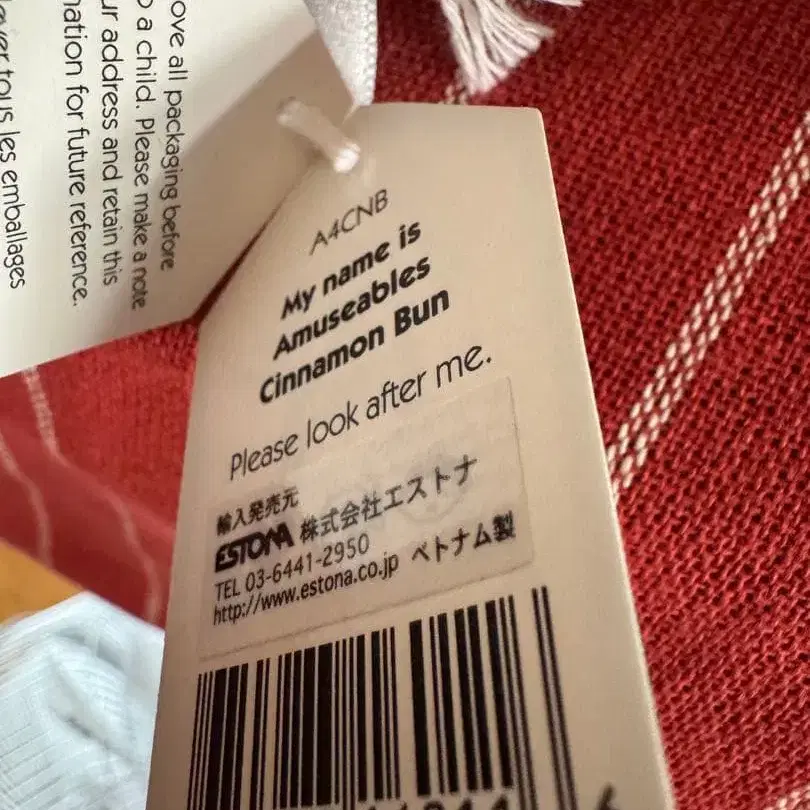 ove all packaging before
a child. Please make a note
ur address and retain this
mation for future reference.
les emballages
A4CNB
My name is
Amuseables
Cinnamon Bun
Please look after me.
輸入発売元
ESTONA 株式会社エストナ
TEL 03-6441-2950
http://www.estona.co.jp ベトナム製